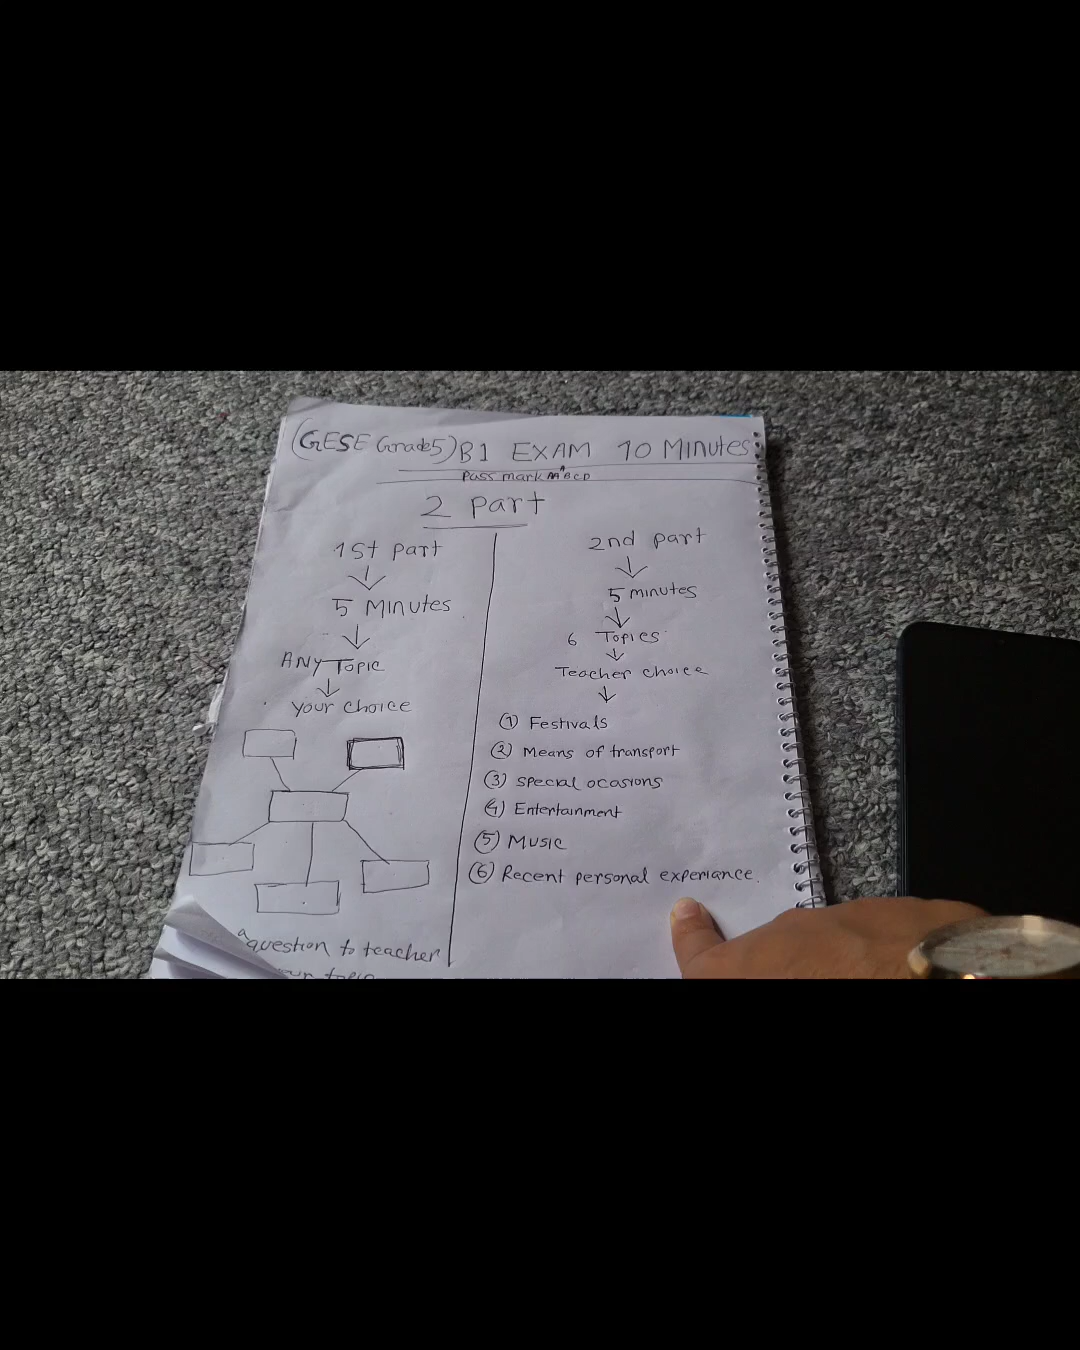 (GESE Grade5) B1 EXAM 10 Minutes
Pass mark
2 part
1st part
5 Minutes
ANY Topic
your choice
a question to teacher
topic
2nd part
5 minutes
6 Topics
Teacher choice
(1) Festivals
(2) Means of transport
(3) special ocasions
(4) Entertainment
(5) Music
(6) Recent personal experiance.